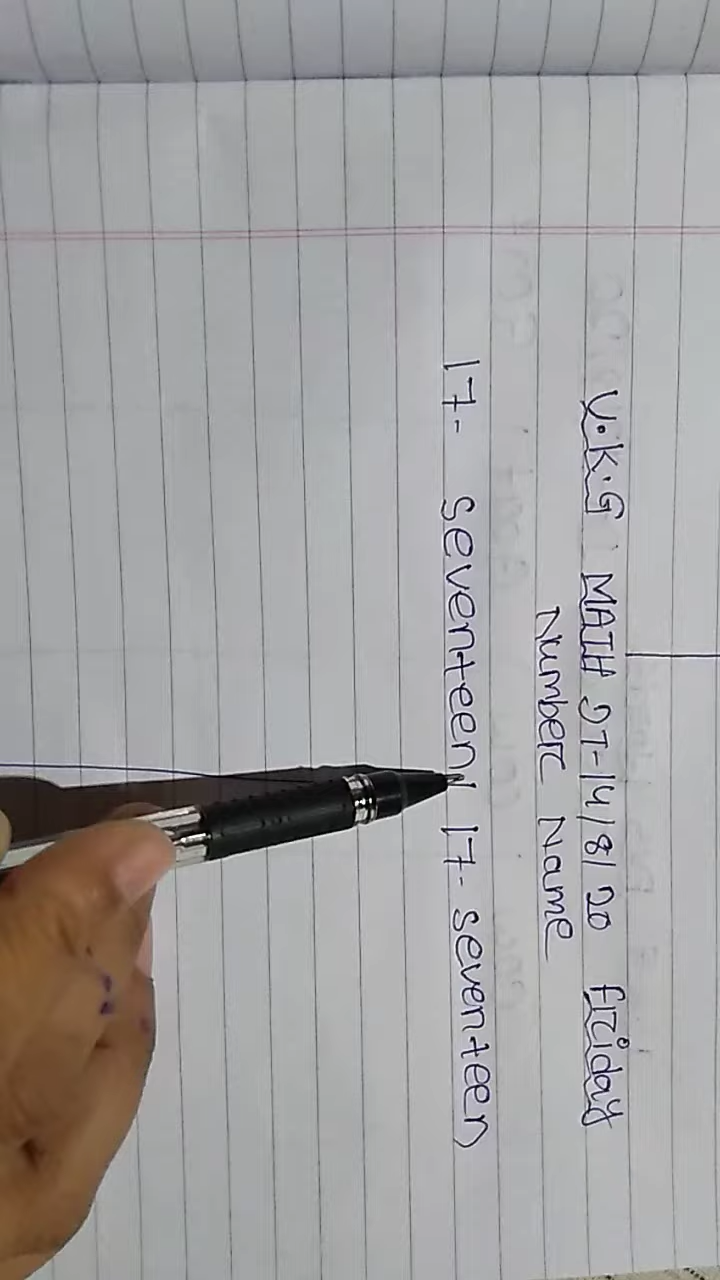 U.K.G MATH DT-14/8/20 Friday
Number Name
17- seventeen 17- seventeen